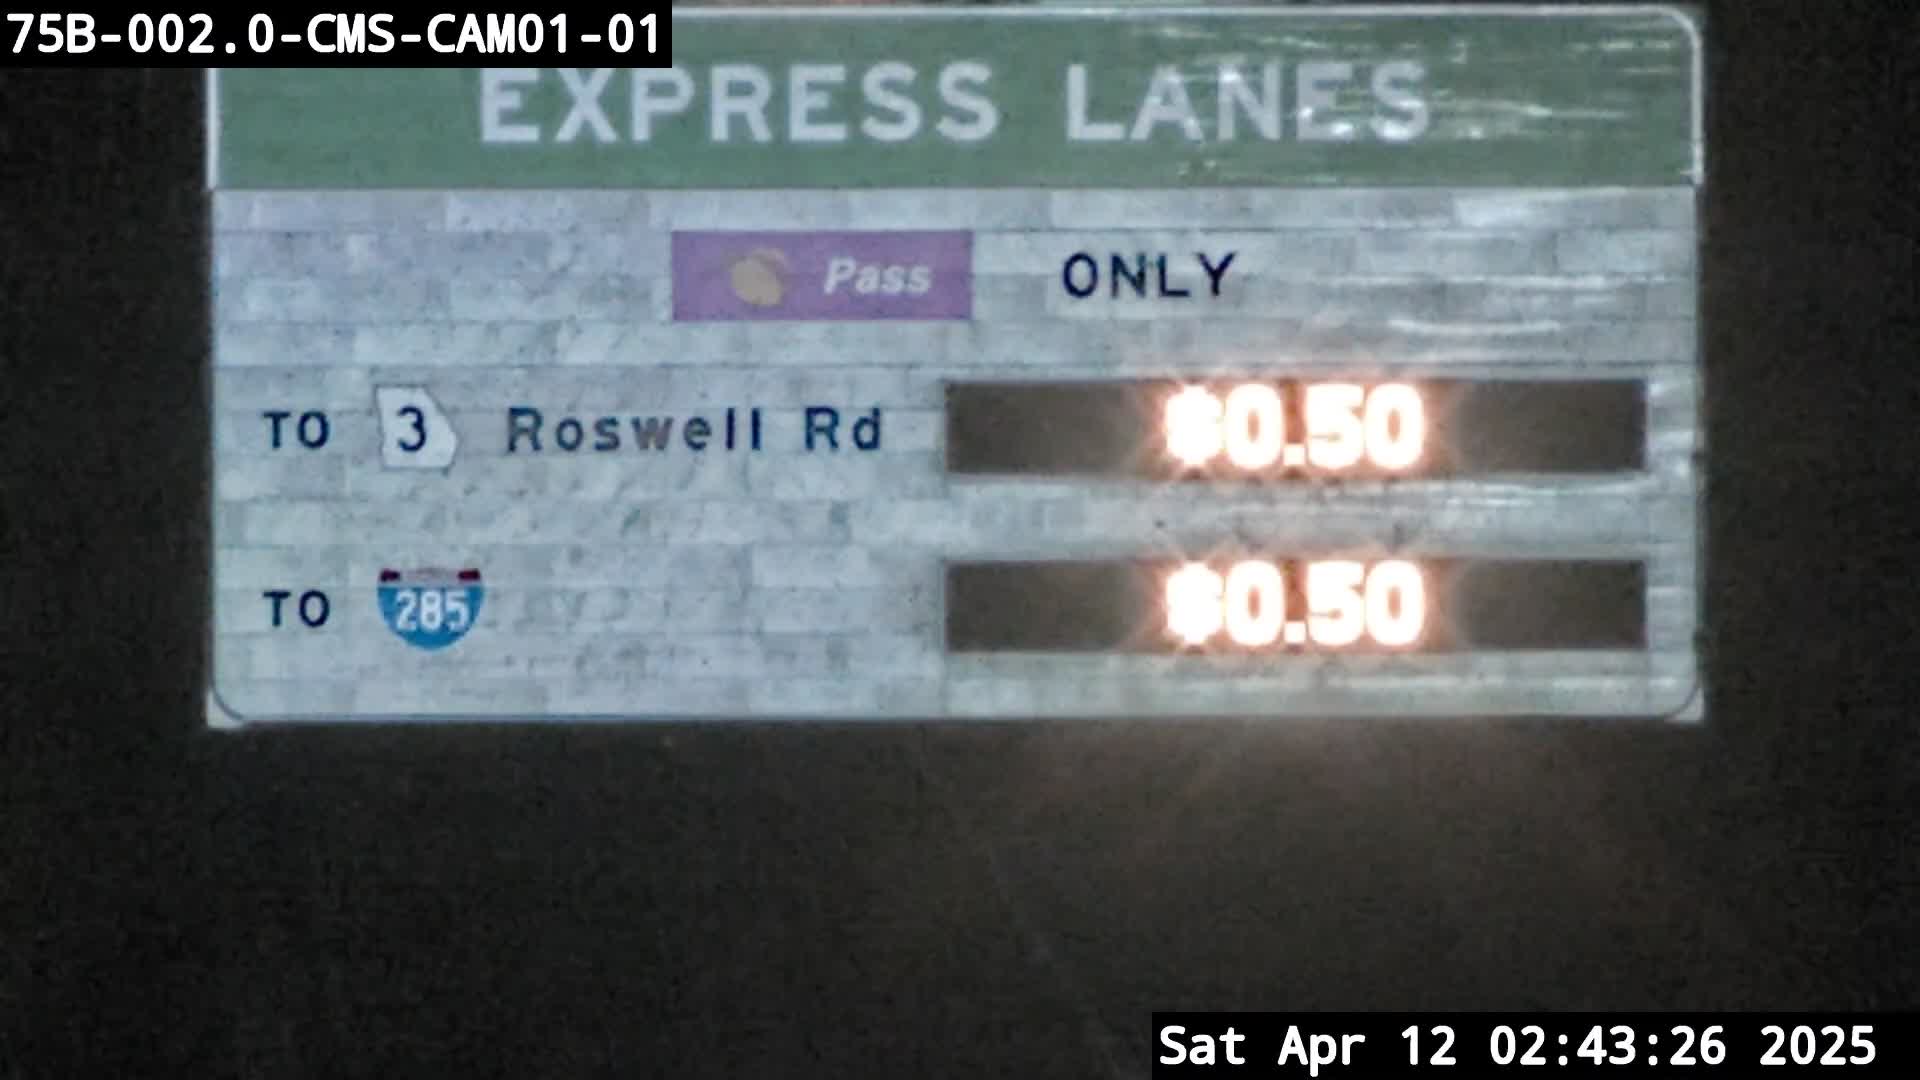 75B-002.0-CMS-CAM01-01
EXPRESS LANES
Pass ONLY
TO 3 Roswell Rd $0.50
TO 285 $0.50
Sat Apr 12 02:43:26 2025